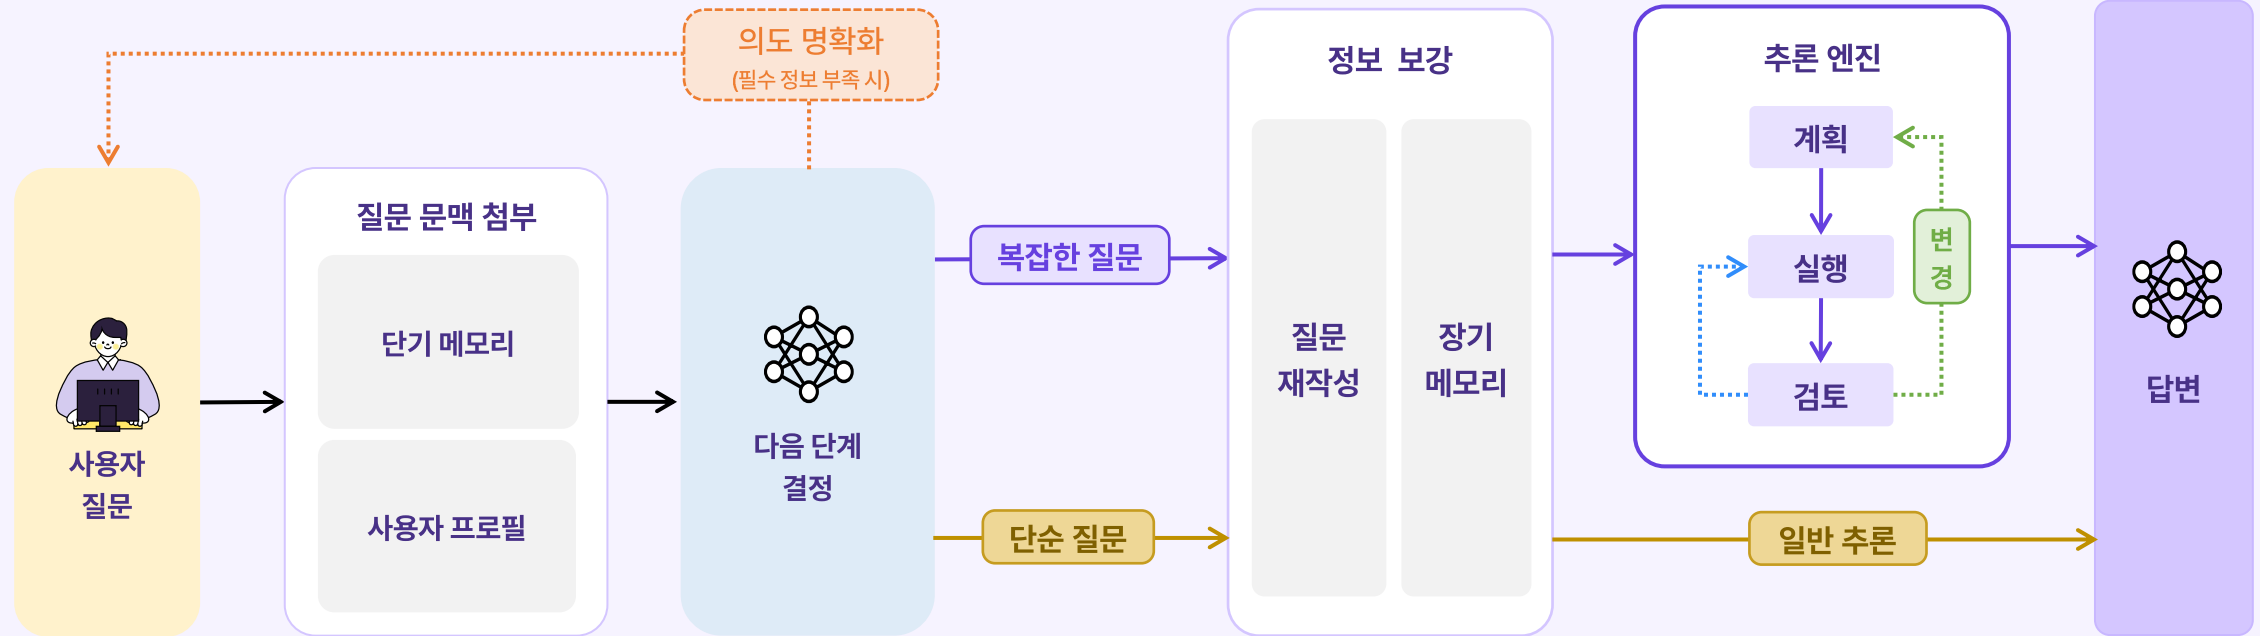 의도 명확화
(필수 정보 부족 시)
사용자
질문
질문 문맥 첨부
단기 메모리
사용자 프로필
다음 단계
결정
복잡한 질문
단순 질문
정보 보강
질문
재작성
장기
메모리
추론 엔진
계획
실행
검토
변
경
일반 추론
답변